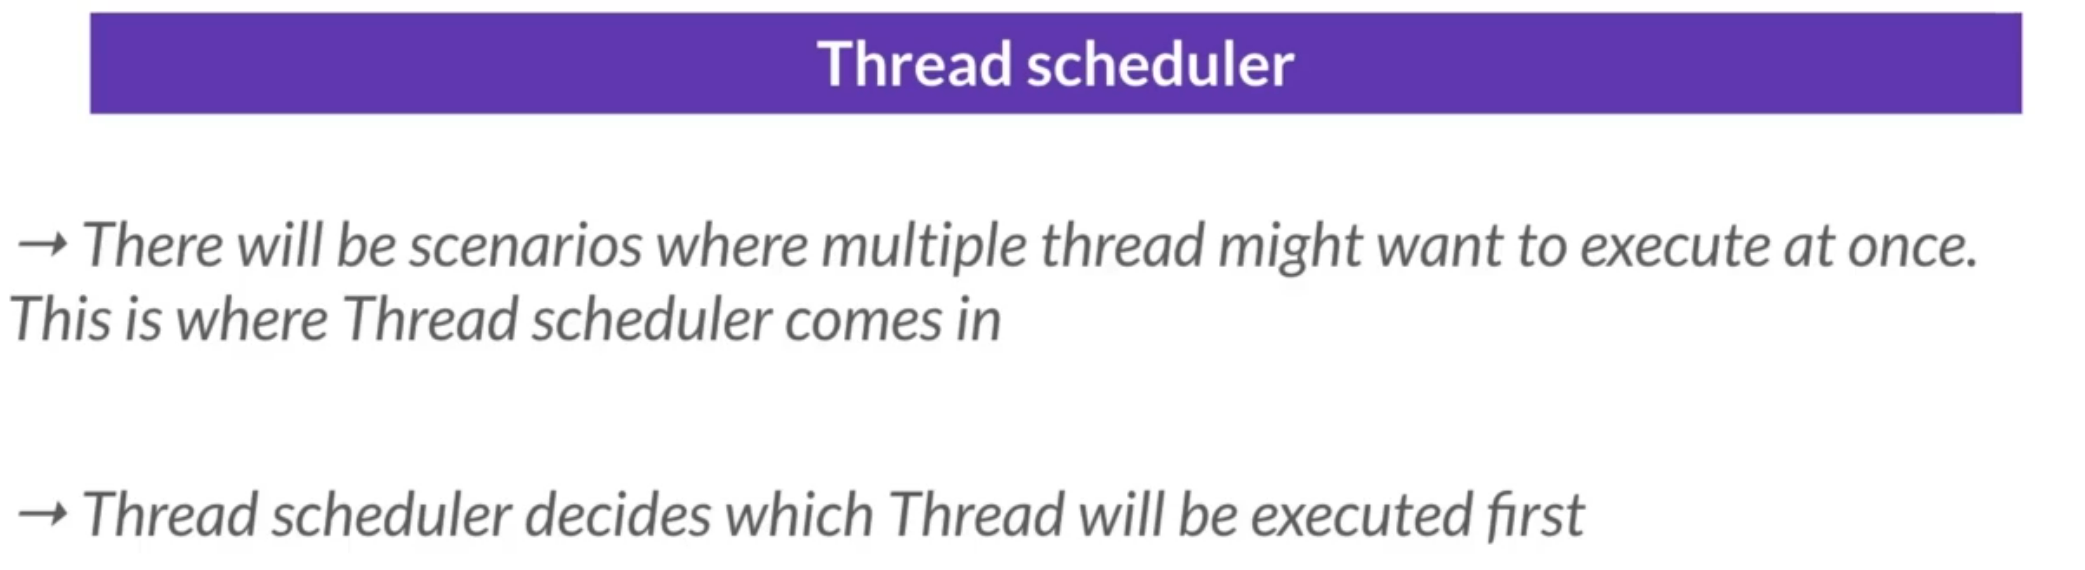 Thread scheduler
→ There will be scenarios where multiple thread might want to execute at once.
This is where Thread scheduler comes in
→ Thread scheduler decides which Thread will be executed first